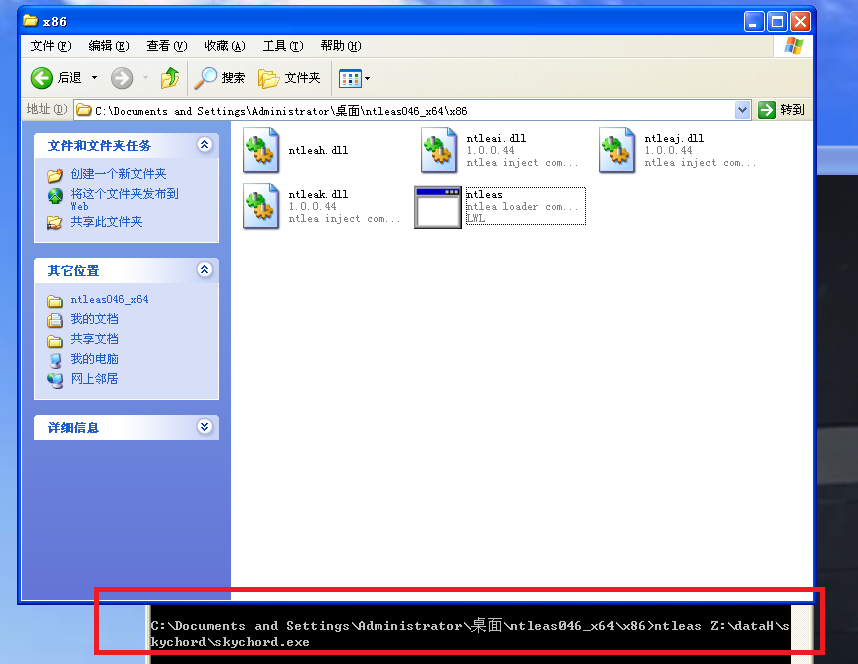 x86
文件(F) 编辑(E) 查看(V) 收藏(A) 工具(T) 帮助(H)
后退 搜索 文件夹
地址(D) C:\Documents and Settings\Administrator\桌面\ntleas046_x64\x86 转到
文件和文件夹任务
创建一个新文件夹
将这个文件夹发布到
Web
共享此文件夹
其它位置
ntleas046_x64
我的文档
共享文档
我的电脑
网上邻居
详细信息
ntleah.dll
ntleai.dll
1.0.0.44
ntlea inject com...
ntleaj.dll
1.0.0.44
ntlea inject com...
ntleak.dll
1.0.0.44
ntlea inject com...
ntleas
ntlea loader com...
LWL
C:\Documents and Settings\Administrator\桌面\ntleas046_x64\x86>ntleas Z:\dataH\s
kychord\skychord.exe